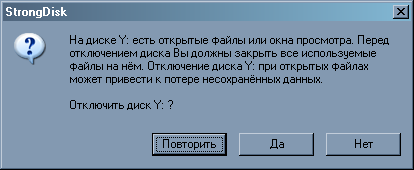 StrongDisk
На диске Y: есть открытые файлы или окна просмотра. Перед
отключением диска Вы должны закрыть все используемые
файлы на нём. Отключение диска Y: при открытых файлах
может привести к потере несохранённых данных.
Отключить диск Y: ?
Повторить Да Нет